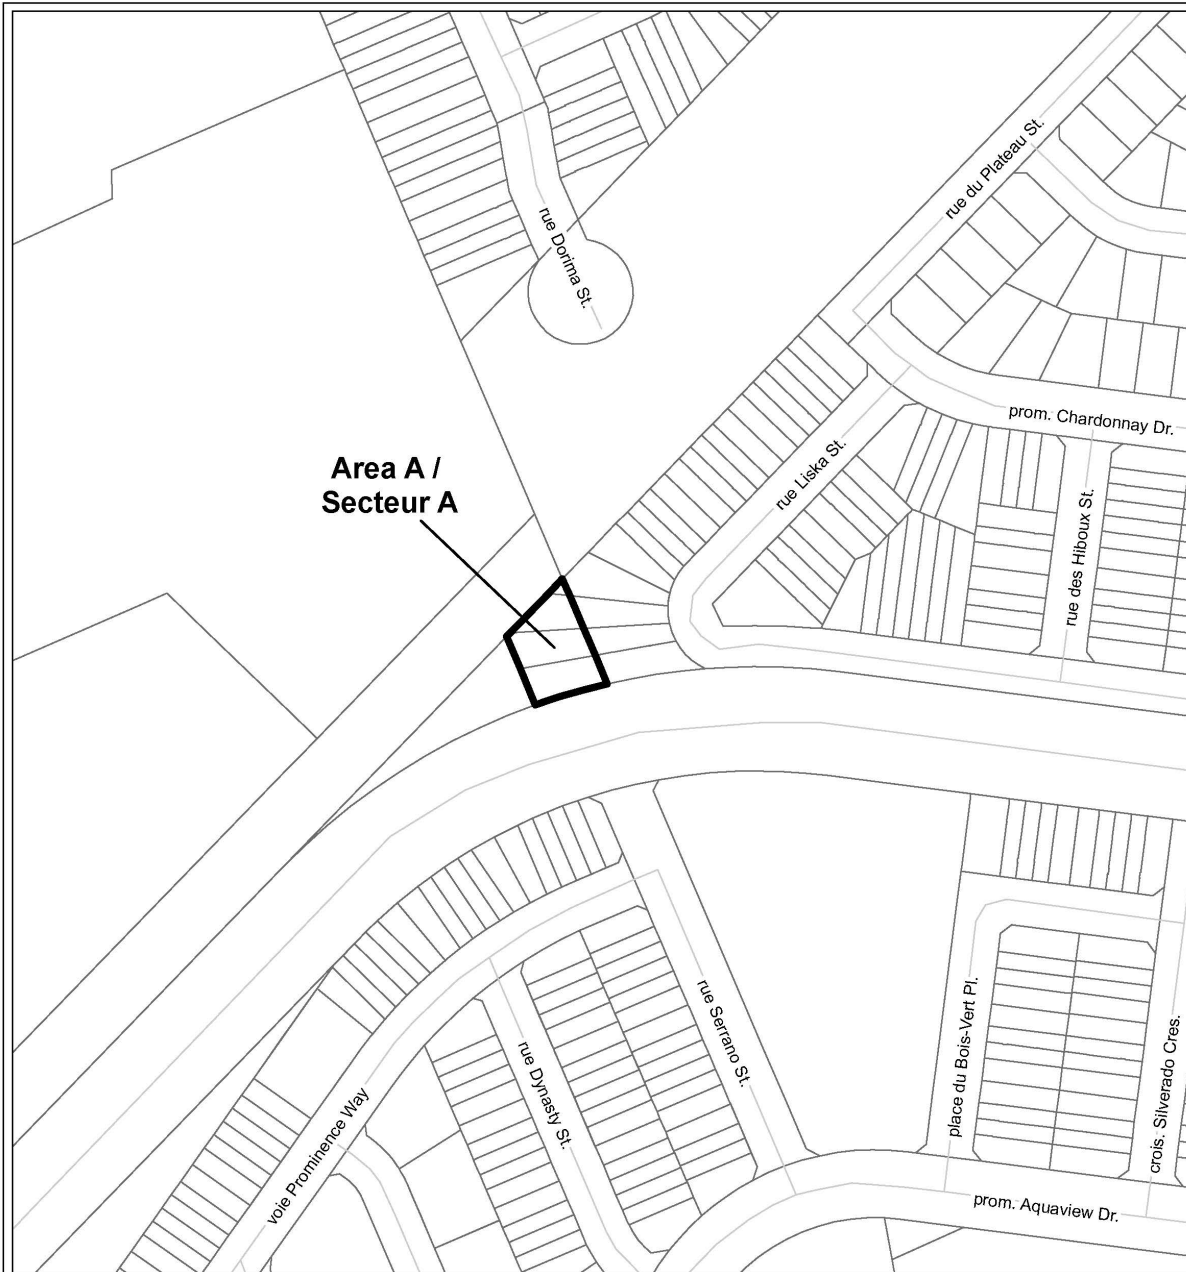 rue du Plateau St.
rue Dorima St.
prom. Chardonnay Dr.
rue Liska St.
Area A /
Secteur A
rue des Hiboux St.
rue Serrano St.
place du Bois-Vert Pl.
crois. Silverado Cres.
rue Dynasty St.
voie Prominence Way
prom. Aquaview Dr.